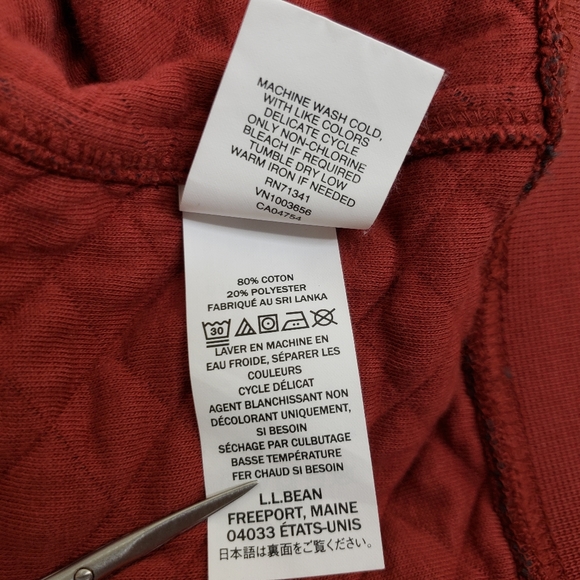 MACHINE WASH COLD,
WITH LIKE COLORS
DELICATE CYCLE
ONLY NON-CHLORINE
BLEACH IF REQUIRED
TUMBLE DRY LOW
WARM IRON IF NEEDED
RN71341
VN1003656
CA04754
80% COTON
20% POLYESTER
FABRIQUÉ AU SRI LANKA
30
LAVER EN MACHINE EN
EAU FROIDE, SÉPARER LES
COULEURS
CYCLE DÉLICAT
AGENT BLANCHISSANT NON
DÉCOLORANT UNIQUEMENT,
SI BESOIN
SÉCHAGE PAR CULBUTAGE
BASSE TEMPÉRATURE
FER CHAUD SI BESOIN
L.L.BEAN
FREEPORT, MAINE
04033 ÉTATS-UNIS
日本語は裏面をご覧ください。